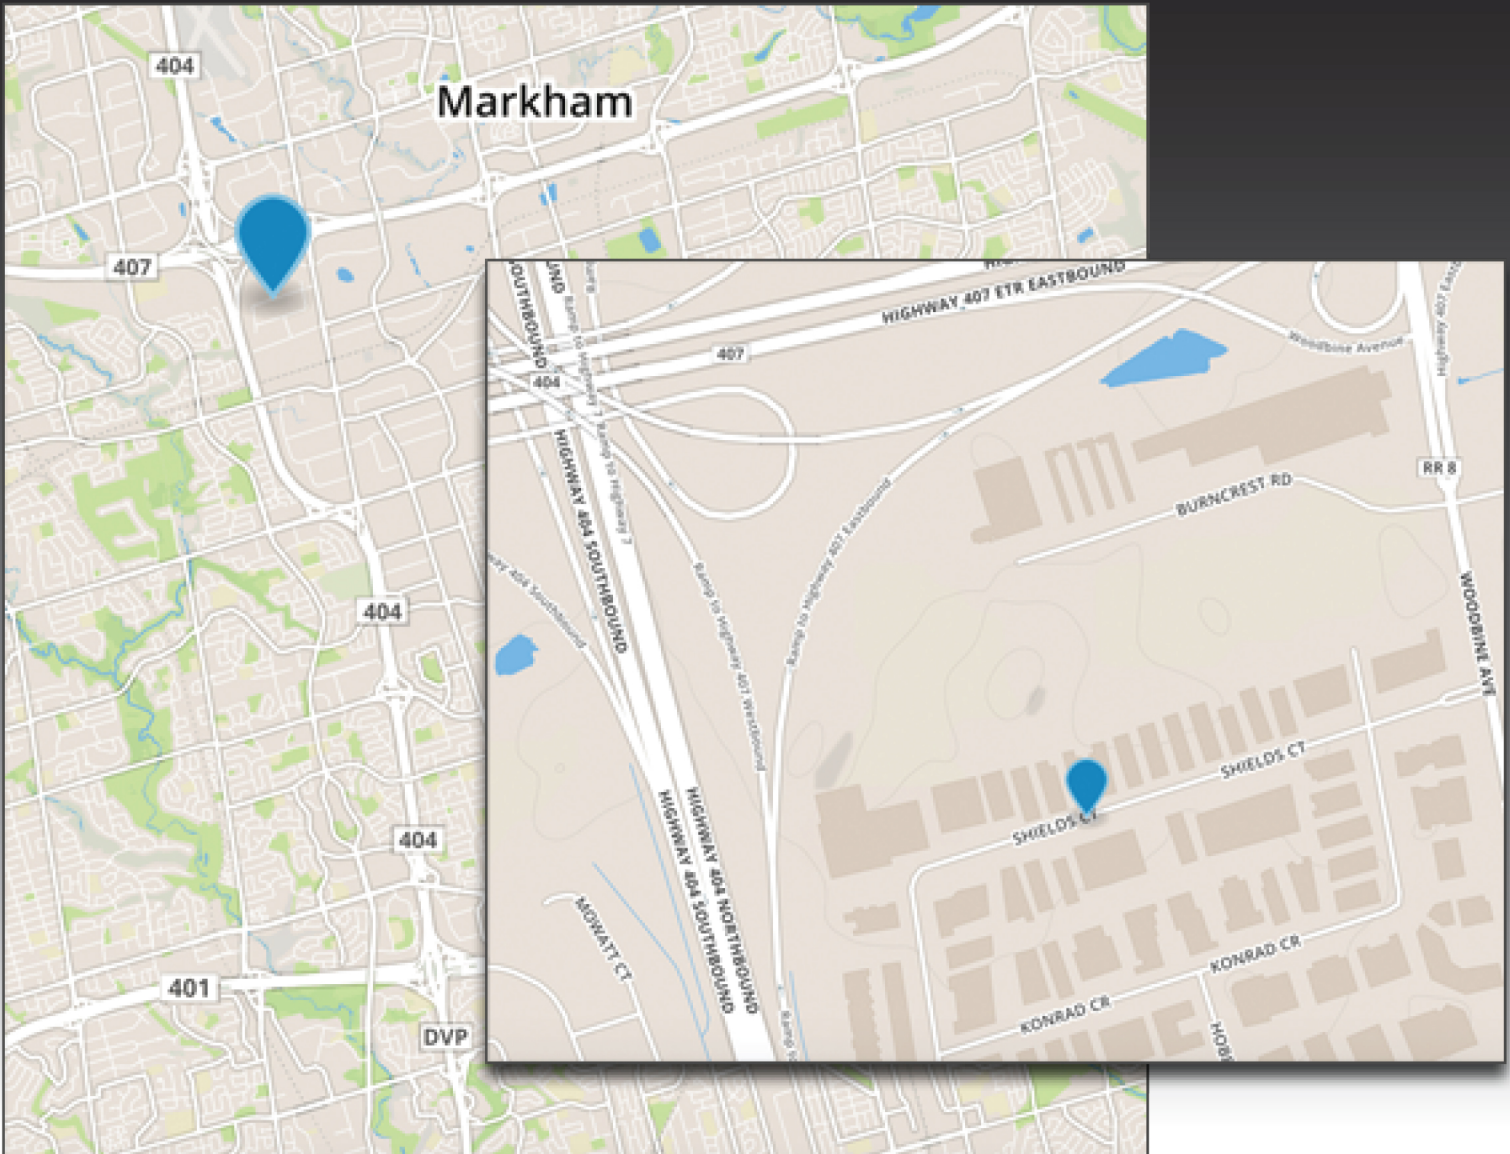 404
Markham
407
404
404
401
DVP
SOUTHBOUND
HIGHWAY 407 ETR EASTBOUND
407
404
Woodbine Avenue
RR 8
BURNCREST RD
HIGHWAY 404 SOUTHBOUND
Ramp to Highway 7
Ramp to Highway 407 Westbound
Ramp to Highway 407 Eastbound
WOODBINE AVE
SHIELDS CT
SHIELDS CT
HIGHWAY 404 NORTHBOUND
HIGHWAY 404 SOUTHBOUND
MOWATT CT
KONRAD CR
KONRAD CR